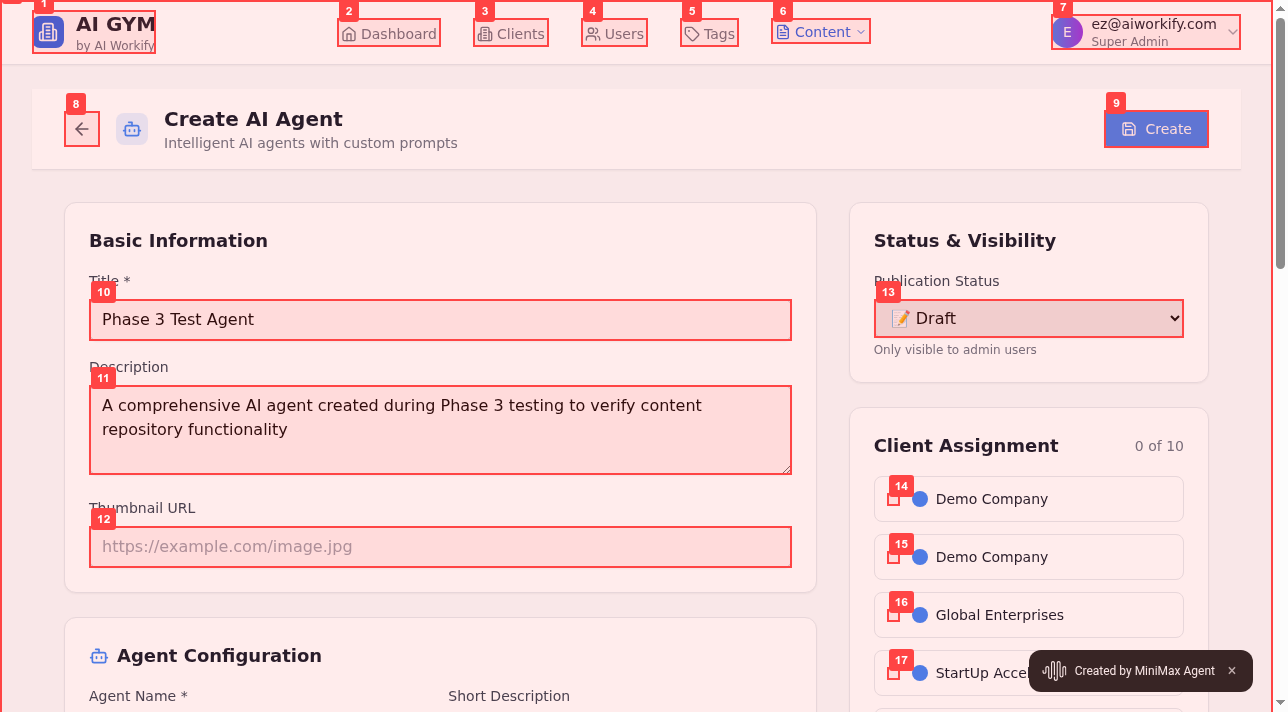 1
AI GYM
by AI Workify
2
Dashboard
3
Clients
4
Users
5
Tags
6
Content
7
E
ez@aiworkify.com
Super Admin
8
Create AI Agent
Intelligent AI agents with custom prompts
9
Create
Basic Information
Title *
10
Phase 3 Test Agent
Description
11
A comprehensive AI agent created during Phase 3 testing to verify content
repository functionality
Thumbnail URL
12
https://example.com/image.jpg
Agent Configuration
Agent Name *
Short Description
Status & Visibility
Publication Status
13
📝 Draft
Only visible to admin users
Client Assignment
0 of 10
14
Demo Company
15
Demo Company
16
Global Enterprises
17
StartUp
Created by MiniMax Agent ×